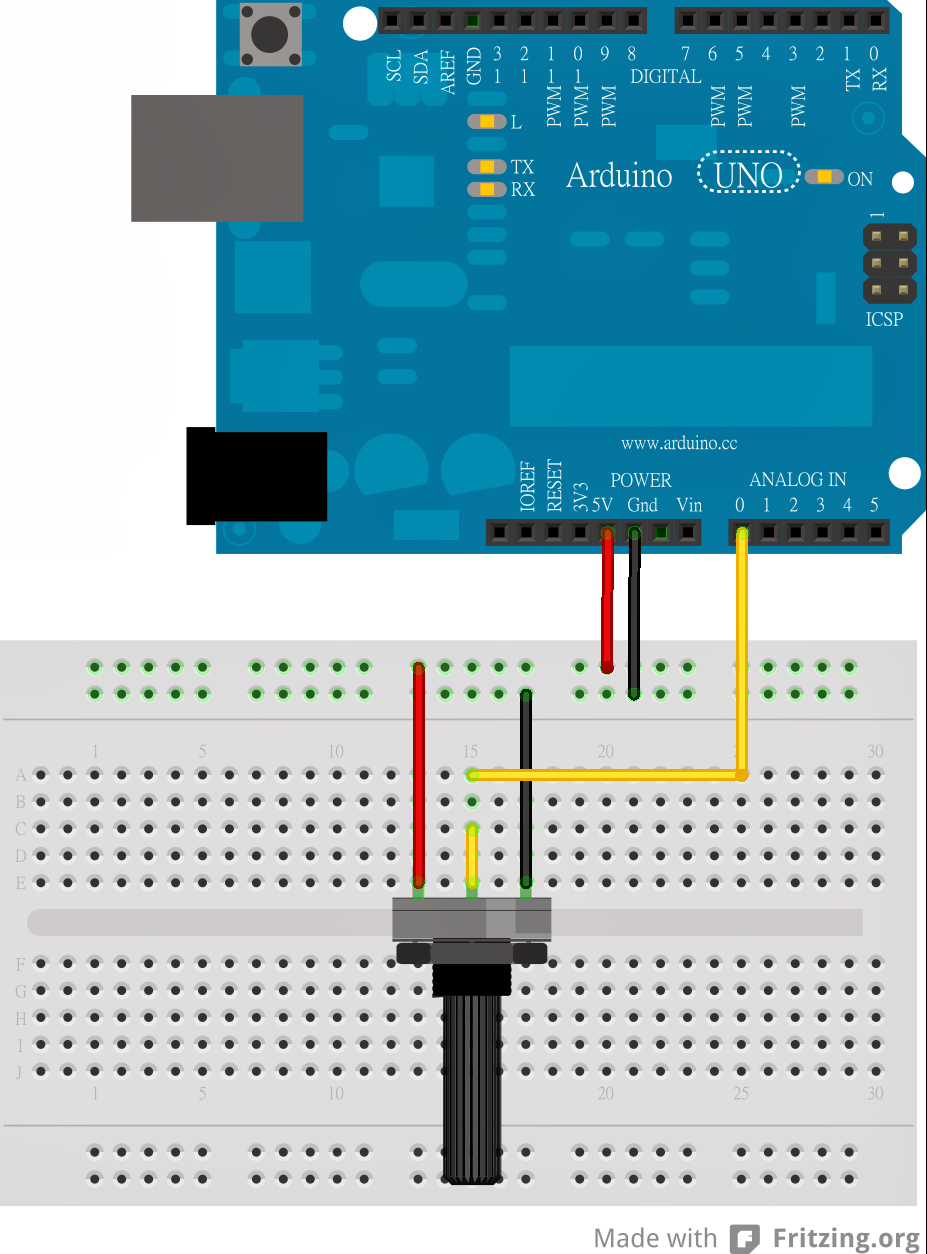 SCL SDA AREF GND 13 12 11 10 9 8 7 6 5 4 3 2 1 0
PWM PWM PWM DIGITAL PWM PWM PWM TX RX
L
TX
RX
Arduino UNO ON
1
ICSP
www.arduino.cc
POWER ANALOG IN
IOREF RESET 3V3 5V Gnd Vin 0 1 2 3 4 5
1 5 10 15 20 30
A
B
C
D
E
F
G
H
I
J
1 5 10 20 25 30
Made with Fritzing.org